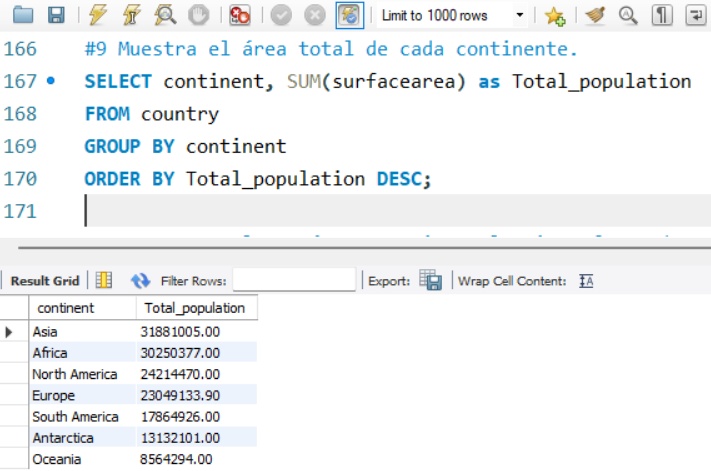 Limit to 1000 rows
166 #9 Muestra el área total de cada continente.
167 SELECT continent, SUM(surfacearea) as Total_population
168 FROM country
169 GROUP BY continent
170 ORDER BY Total_population DESC;
171
Result Grid Filter Rows: Export: Wrap Cell Content:
continent Total_population
Asia 31881005.00
Africa 30250377.00
North America 24214470.00
Europe 23049133.90
South America 17864926.00
Antarctica 13132101.00
Oceania 8564294.00